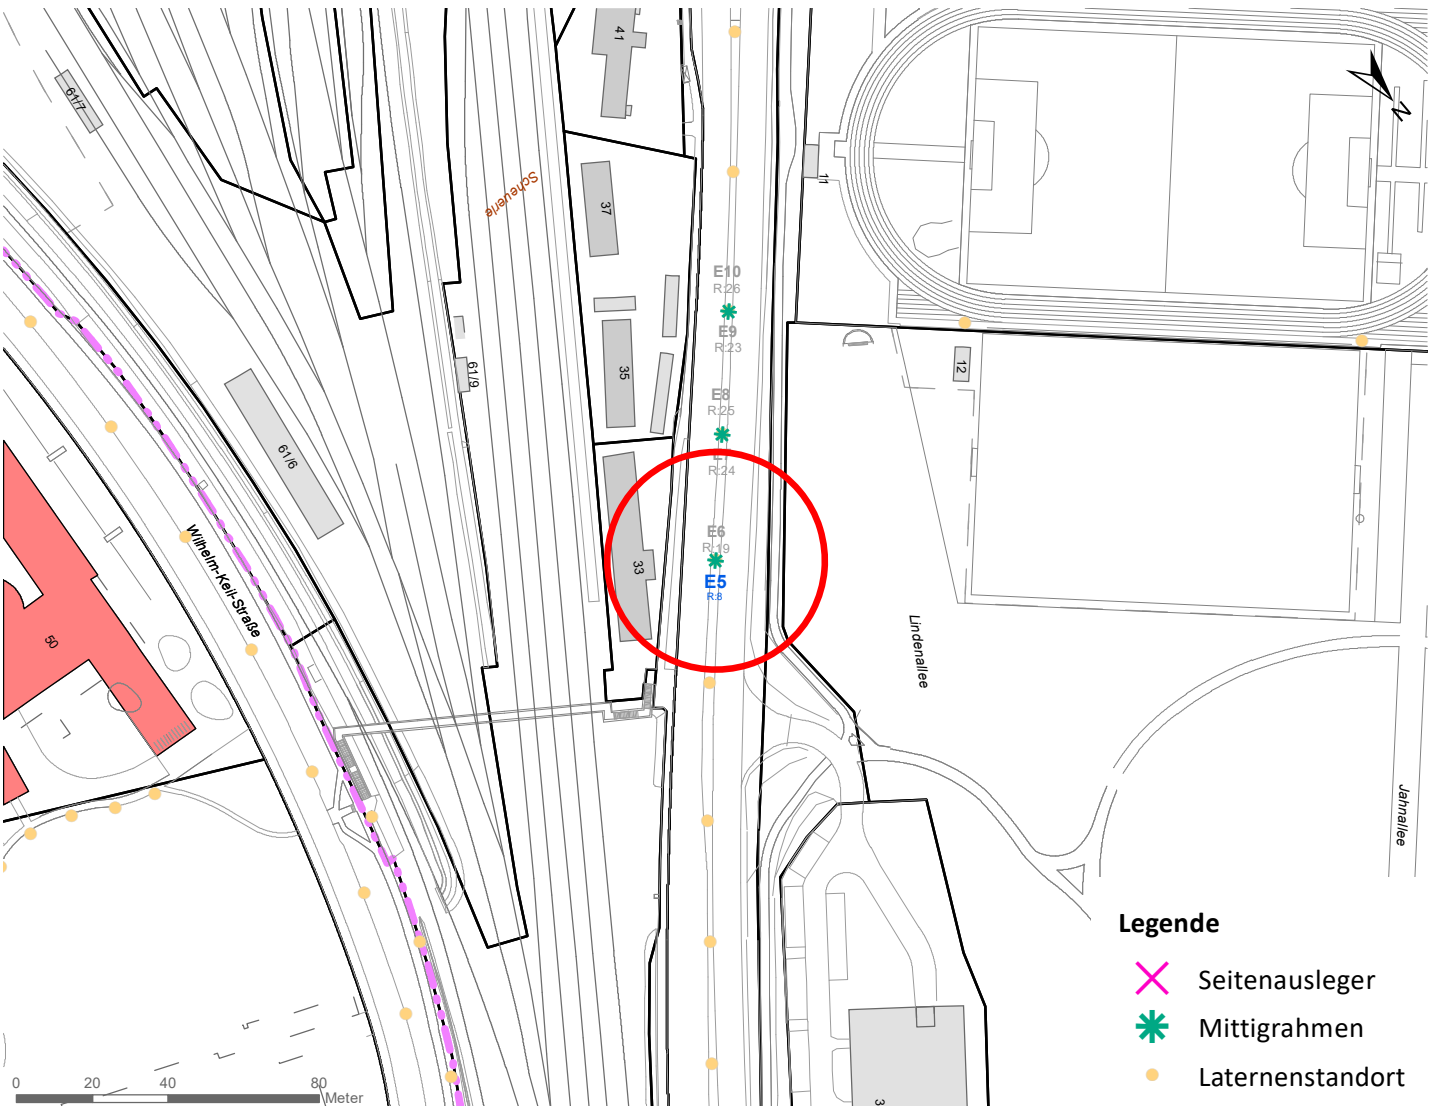 41
61/7
N
11
Scheuerle
37
E10
R:26
E9
R:23
12
35
61/9
E8
R:25
R:24
61/6
33
E6
R:19
E5
R:8
Wilhelm-Keil-Straße
50
Lindenallee
Jahnallee
Legende
Seitenausleger
Mittigrahmen
Laternenstandort
0 20 40 80
Meter